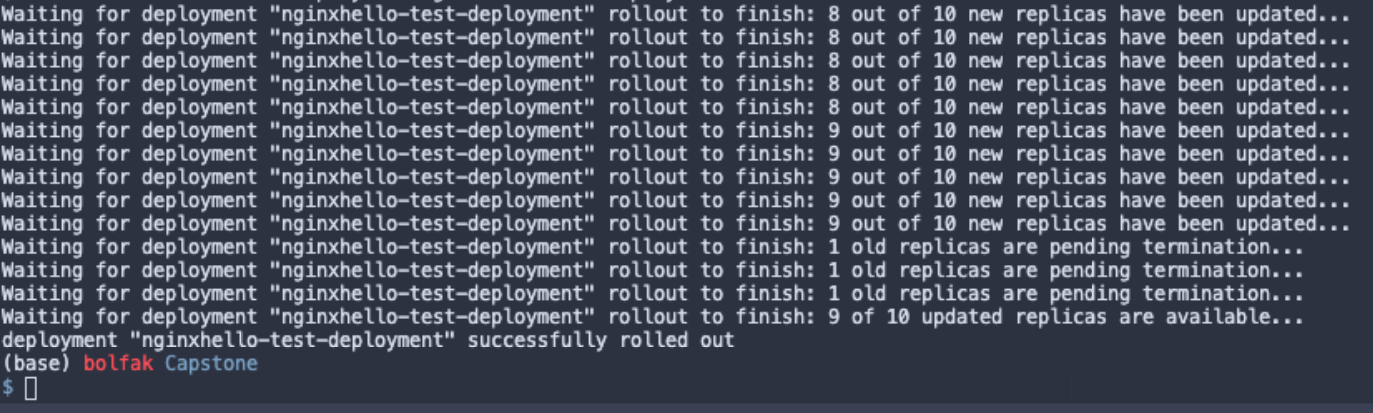 Waiting for deployment "nginxhello-test-deployment" rollout to finish: 8 out of 10 new replicas have been updated...
Waiting for deployment "nginxhello-test-deployment" rollout to finish: 8 out of 10 new replicas have been updated...
Waiting for deployment "nginxhello-test-deployment" rollout to finish: 8 out of 10 new replicas have been updated...
Waiting for deployment "nginxhello-test-deployment" rollout to finish: 8 out of 10 new replicas have been updated...
Waiting for deployment "nginxhello-test-deployment" rollout to finish: 8 out of 10 new replicas have been updated...
Waiting for deployment "nginxhello-test-deployment" rollout to finish: 9 out of 10 new replicas have been updated...
Waiting for deployment "nginxhello-test-deployment" rollout to finish: 9 out of 10 new replicas have been updated...
Waiting for deployment "nginxhello-test-deployment" rollout to finish: 9 out of 10 new replicas have been updated...
Waiting for deployment "nginxhello-test-deployment" rollout to finish: 9 out of 10 new replicas have been updated...
Waiting for deployment "nginxhello-test-deployment" rollout to finish: 9 out of 10 new replicas have been updated...
Waiting for deployment "nginxhello-test-deployment" rollout to finish: 1 old replicas are pending termination...
Waiting for deployment "nginxhello-test-deployment" rollout to finish: 1 old replicas are pending termination...
Waiting for deployment "nginxhello-test-deployment" rollout to finish: 1 old replicas are pending termination...
Waiting for deployment "nginxhello-test-deployment" rollout to finish: 9 of 10 updated replicas are available...
deployment "nginxhello-test-deployment" successfully rolled out
(base) bolfak Capstone
$